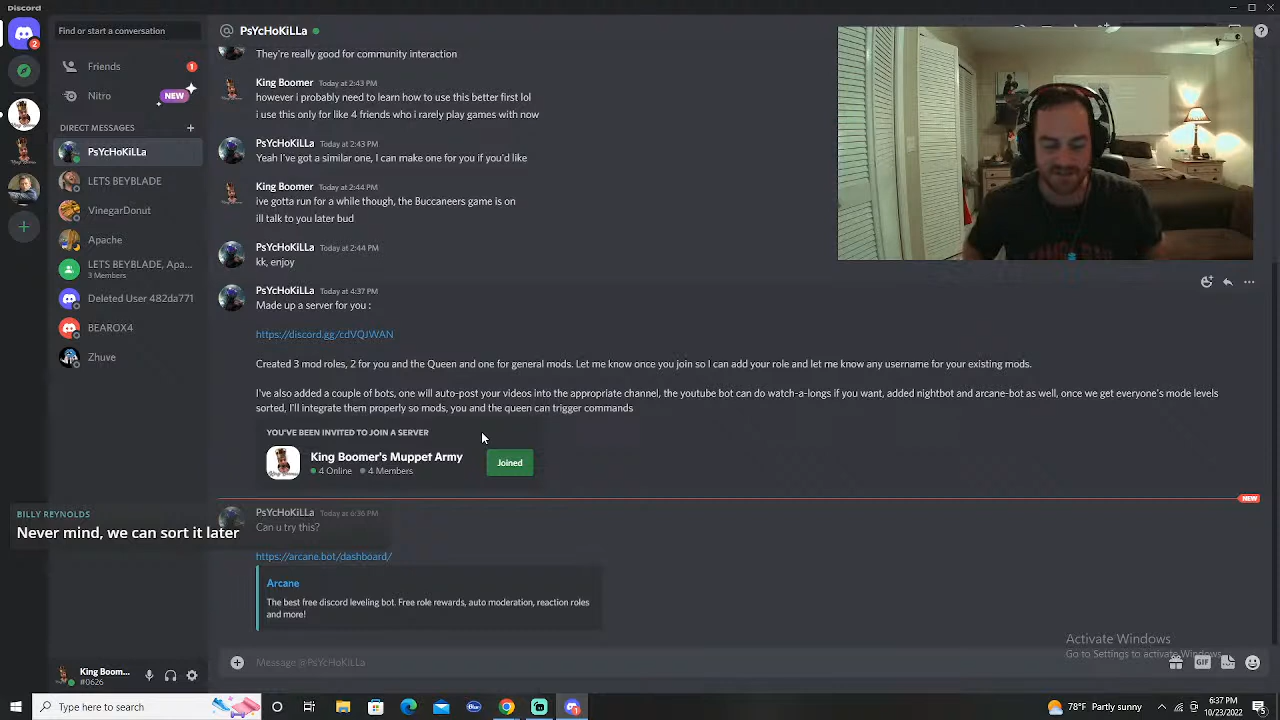 Discord
Find or start a conversation
PsYcHoKiLLa
2
Friends
1
Nitro
NEW
DIRECT MESSAGES
PsYcHoKiLLa
LETS BEYBLADE
VinegarDonut
Apache
LETS BEYBLADE, Apa...
3 Members
Deleted User 482da771
BEAROX4
Zhuve
They're really good for community interaction
King Boomer Today at 2:43 PM
however i probably need to learn how to use this better first lol
i use this only for like 4 friends who i rarely play games with now
PsYcHoKiLLa Today at 2:43 PM
Yeah I've got a similar one, I can make one for you if you'd like
King Boomer Today at 2:44 PM
ive gotta run for a while though, the Buccaneers game is on
ill talk to you later bud
PsYcHoKiLLa Today at 2:44 PM
kk, enjoy
PsYcHoKiLLa Today at 4:37 PM
Made up a server for you :
https://discord.gg/cdVQJWAN
Created 3 mod roles, 2 for you and the Queen and one for general mods. Let me know once you join so I can add your role and let me know any username for your existing mods.
I've also added a couple of bots, one will auto-post your videos into the appropriate channel, the youtube bot can do watch-a-longs if you want, added nightbot and arcane-bot as well, once we get everyone's mode levels
sorted, I'll integrate them properly so mods, you and the queen can trigger commands
YOU'VE BEEN INVITED TO JOIN A SERVER
King Boomer's Muppet Army
4 Online 4 Members
Joined
NEW
BILLY REYNOLDS
Never mind, we can sort it later
PsYcHoKiLLa Today at 6:36 PM
Can u try this?
https://arcane.bot/dashboard/
Arcane
The best free discord leveling bot. Free role rewards, auto moderation, reaction roles
and more!
Message @PsYcHoKiLLa
GIF
Activate Windows
Go to Settings to activate Windows.
King Boom...
#0626
Type here to search
78°F Partly sunny
6:37 PM
10/23/2022